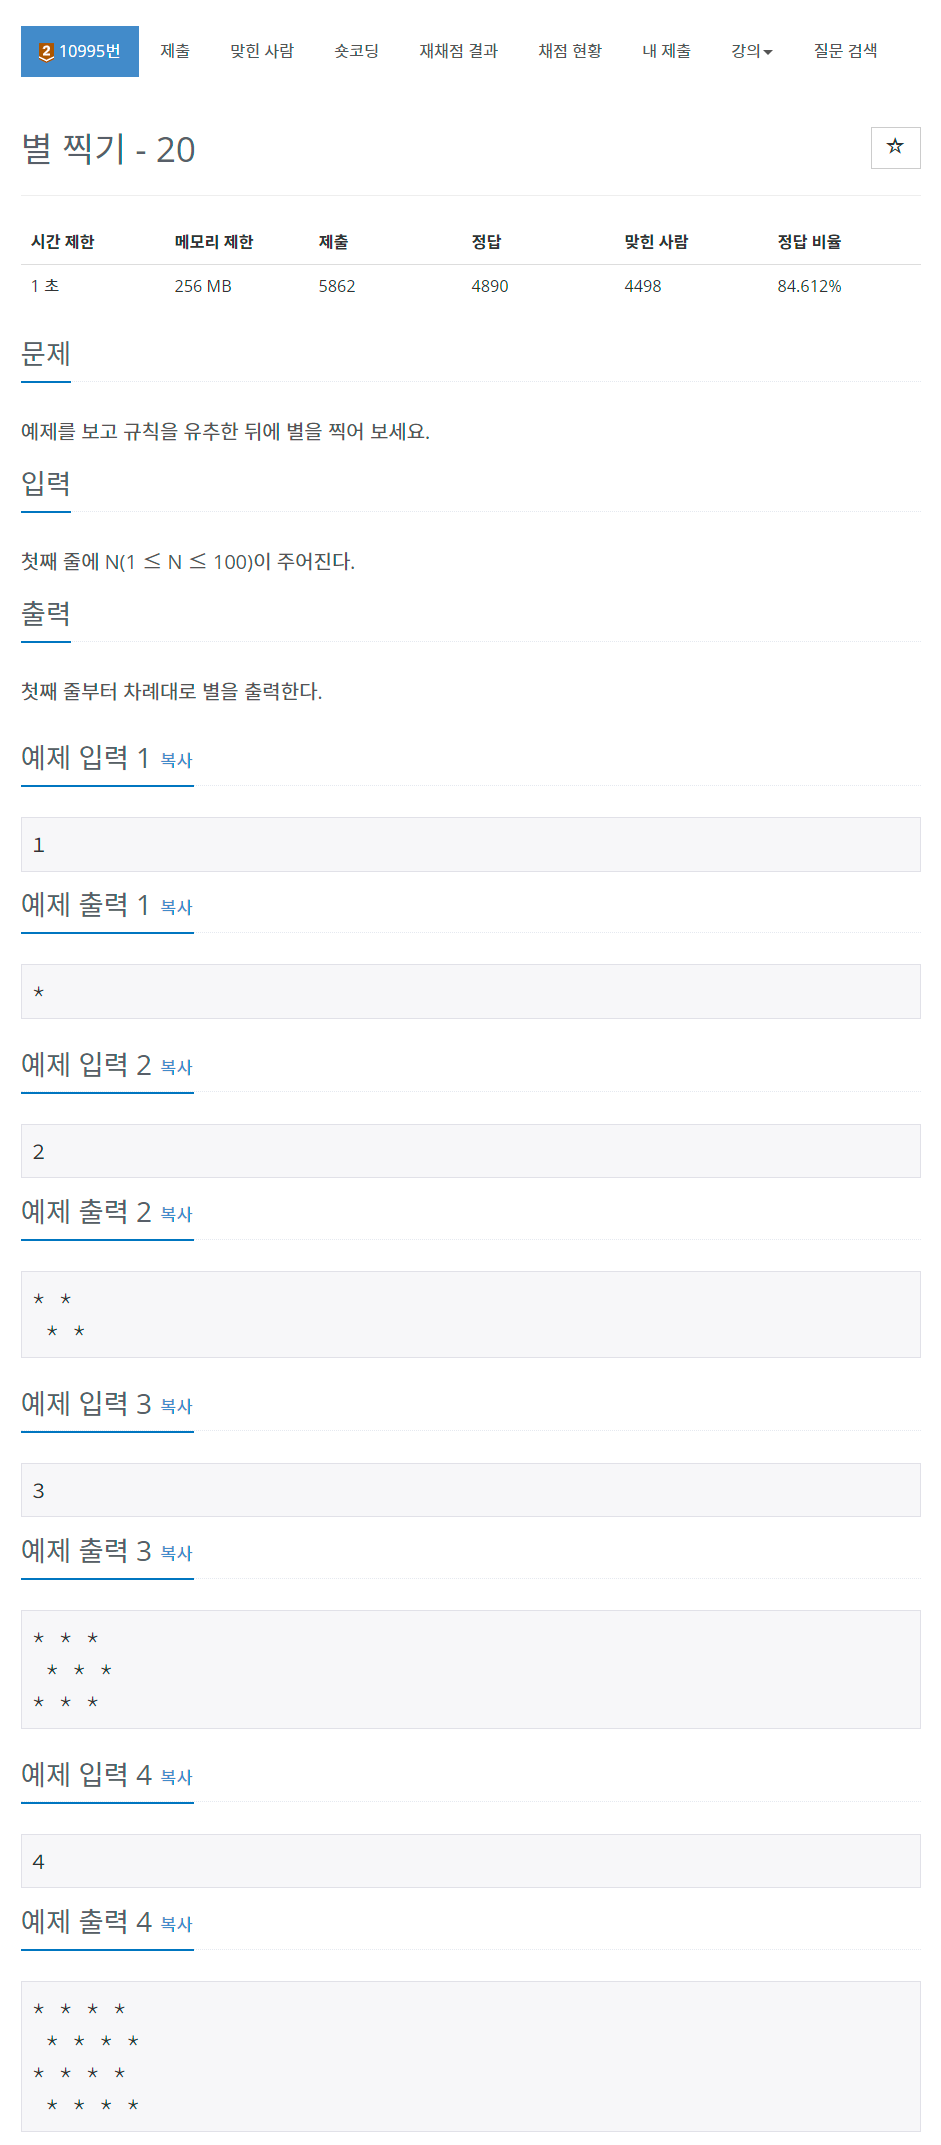 2 10995번 제출 맞힌 사람 숏코딩 재채점 결과 채점 현황 내 제출 강의 질문 검색
별 찍기 - 20 ☆
시간 제한 메모리 제한 제출 정답 맞힌 사람 정답 비율
1 초 256 MB 5862 4890 4498 84.612%
문제
예제를 보고 규칙을 유추한 뒤에 별을 찍어 보세요.
입력
첫째 줄에 N(1 ≤ N ≤ 100)이 주어진다.
출력
첫째 줄부터 차례대로 별을 출력한다.
예제 입력 1 복사
1
예제 출력 1 복사
*
예제 입력 2 복사
2
예제 출력 2 복사
* *
 * *
예제 입력 3 복사
3
예제 출력 3 복사
* * *
 * * *
* * *
예제 입력 4 복사
4
예제 출력 4 복사
* * * *
 * * * *
* * * *
 * * * *